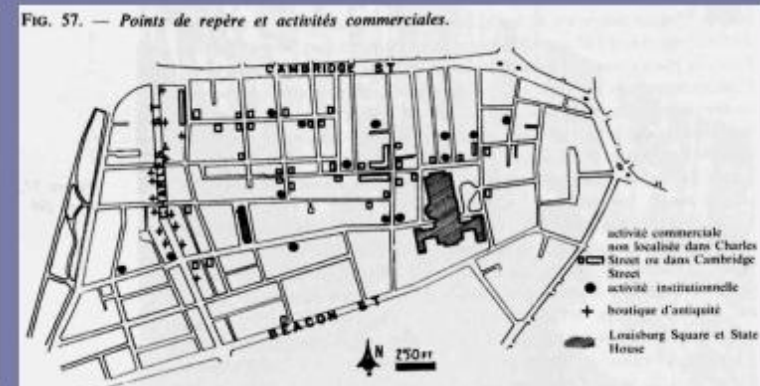 FIG. 57. — Points de repère et activités commerciales.
CAMBRIDGE ST
BEACON ST
N 250 FT
activité commerciale
non localisée dans Charles
Street ou dans Cambridge
Street
activité institutionnelle
boutique d'antiquité
Louisburg Square et State
House